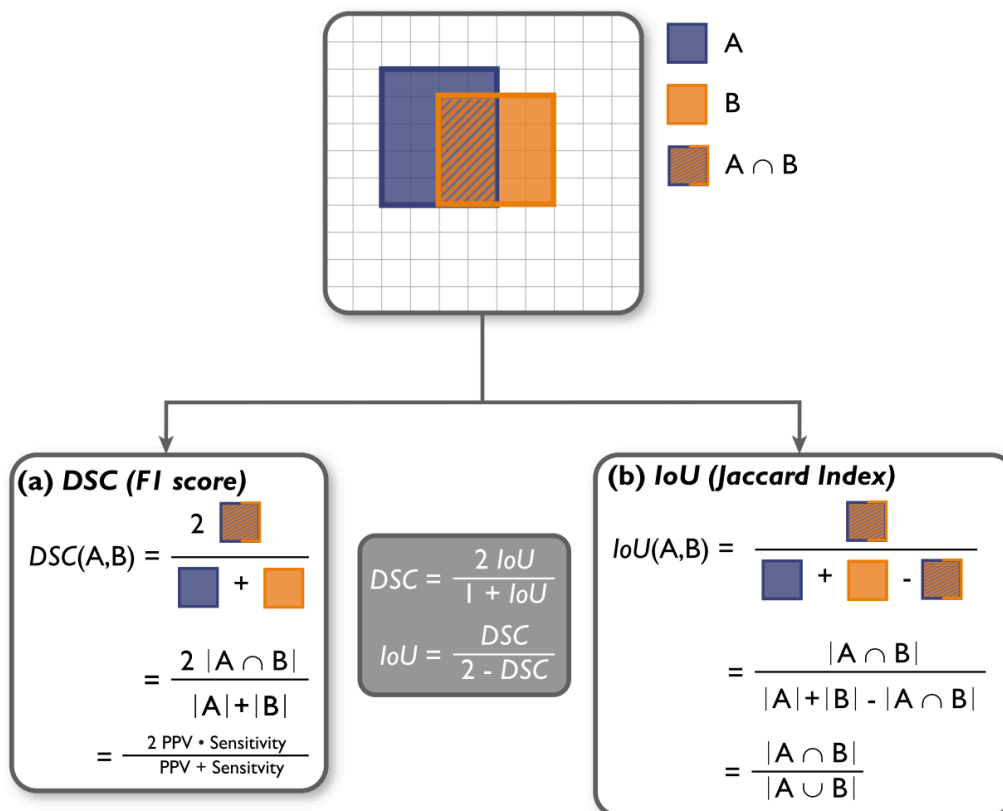 A
B
A ∩ B
(a) DSC (F1 score)
DSC(A,B) = 2 / +
= 2 |A ∩ B| / |A|+|B|
= 2 PPV • Sensitivity / PPV + Sensitvity
DSC = 2 IoU / 1 + IoU
IoU = DSC / 2 - DSC
(b) IoU (Jaccard Index)
IoU(A,B) = + -
= |A ∩ B| / |A|+|B| - |A ∩ B|
= |A ∩ B| / |A ∪ B|